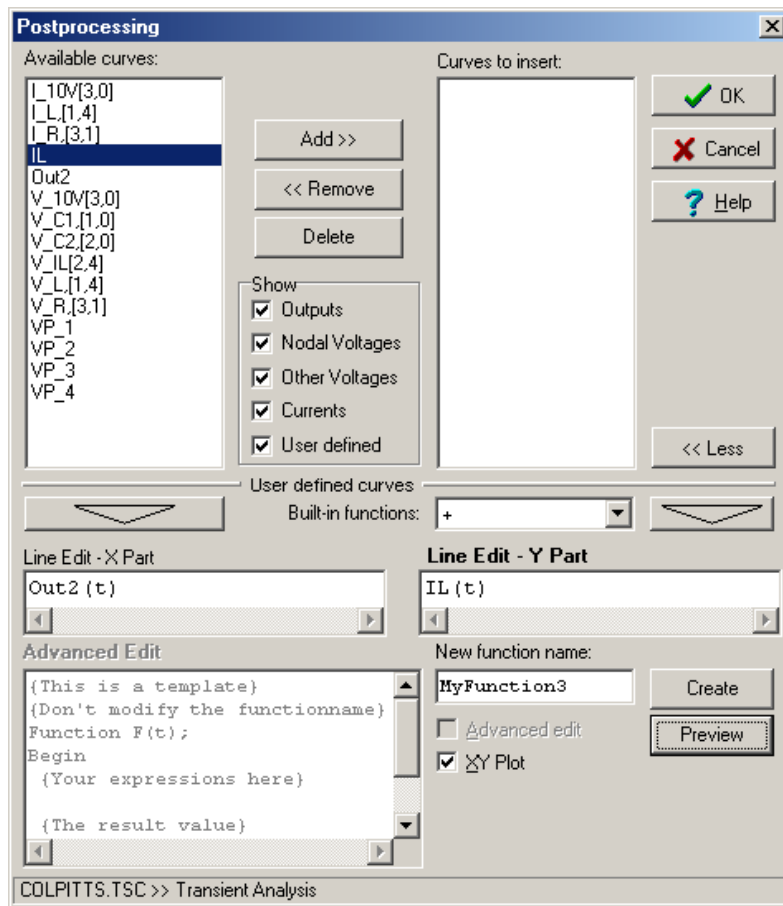 Postprocessing
Available curves:
I_10V[3,0]
I_L,[1,4]
I_R,[3,1]
IL
Out2
V_10V[3,0]
V_C1,[1,0]
V_C2,[2,0]
V_IL[2,4]
V_L,[1,4]
V_R,[3,1]
VP_1
VP_2
VP_3
VP_4
Add >>
<< Remove
Delete
Show
Outputs
Nodal Voltages
Other Voltages
Currents
User defined
Curves to insert:
OK
Cancel
? Help
<< Less
User defined curves
Built-in functions:
+
Line Edit - X Part
Out2(t)
Line Edit - Y Part
IL(t)
Advanced Edit
{This is a template}
{Don't modify the functionname}
Function F(t);
Begin
{Your expressions here}
{The result value}
New function name:
MyFunction3
Create
Advanced edit
Preview
XY Plot
COLPITTS.TSC >> Transient Analysis